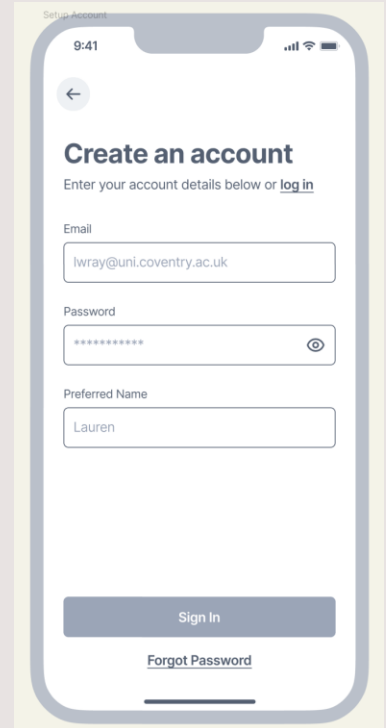 Setup Account
9:41
Create an account
Enter your account details below or log in
Email
lwray@uni.coventry.ac.uk
Password
***********
Preferred Name
Lauren
Sign In
Forgot Password